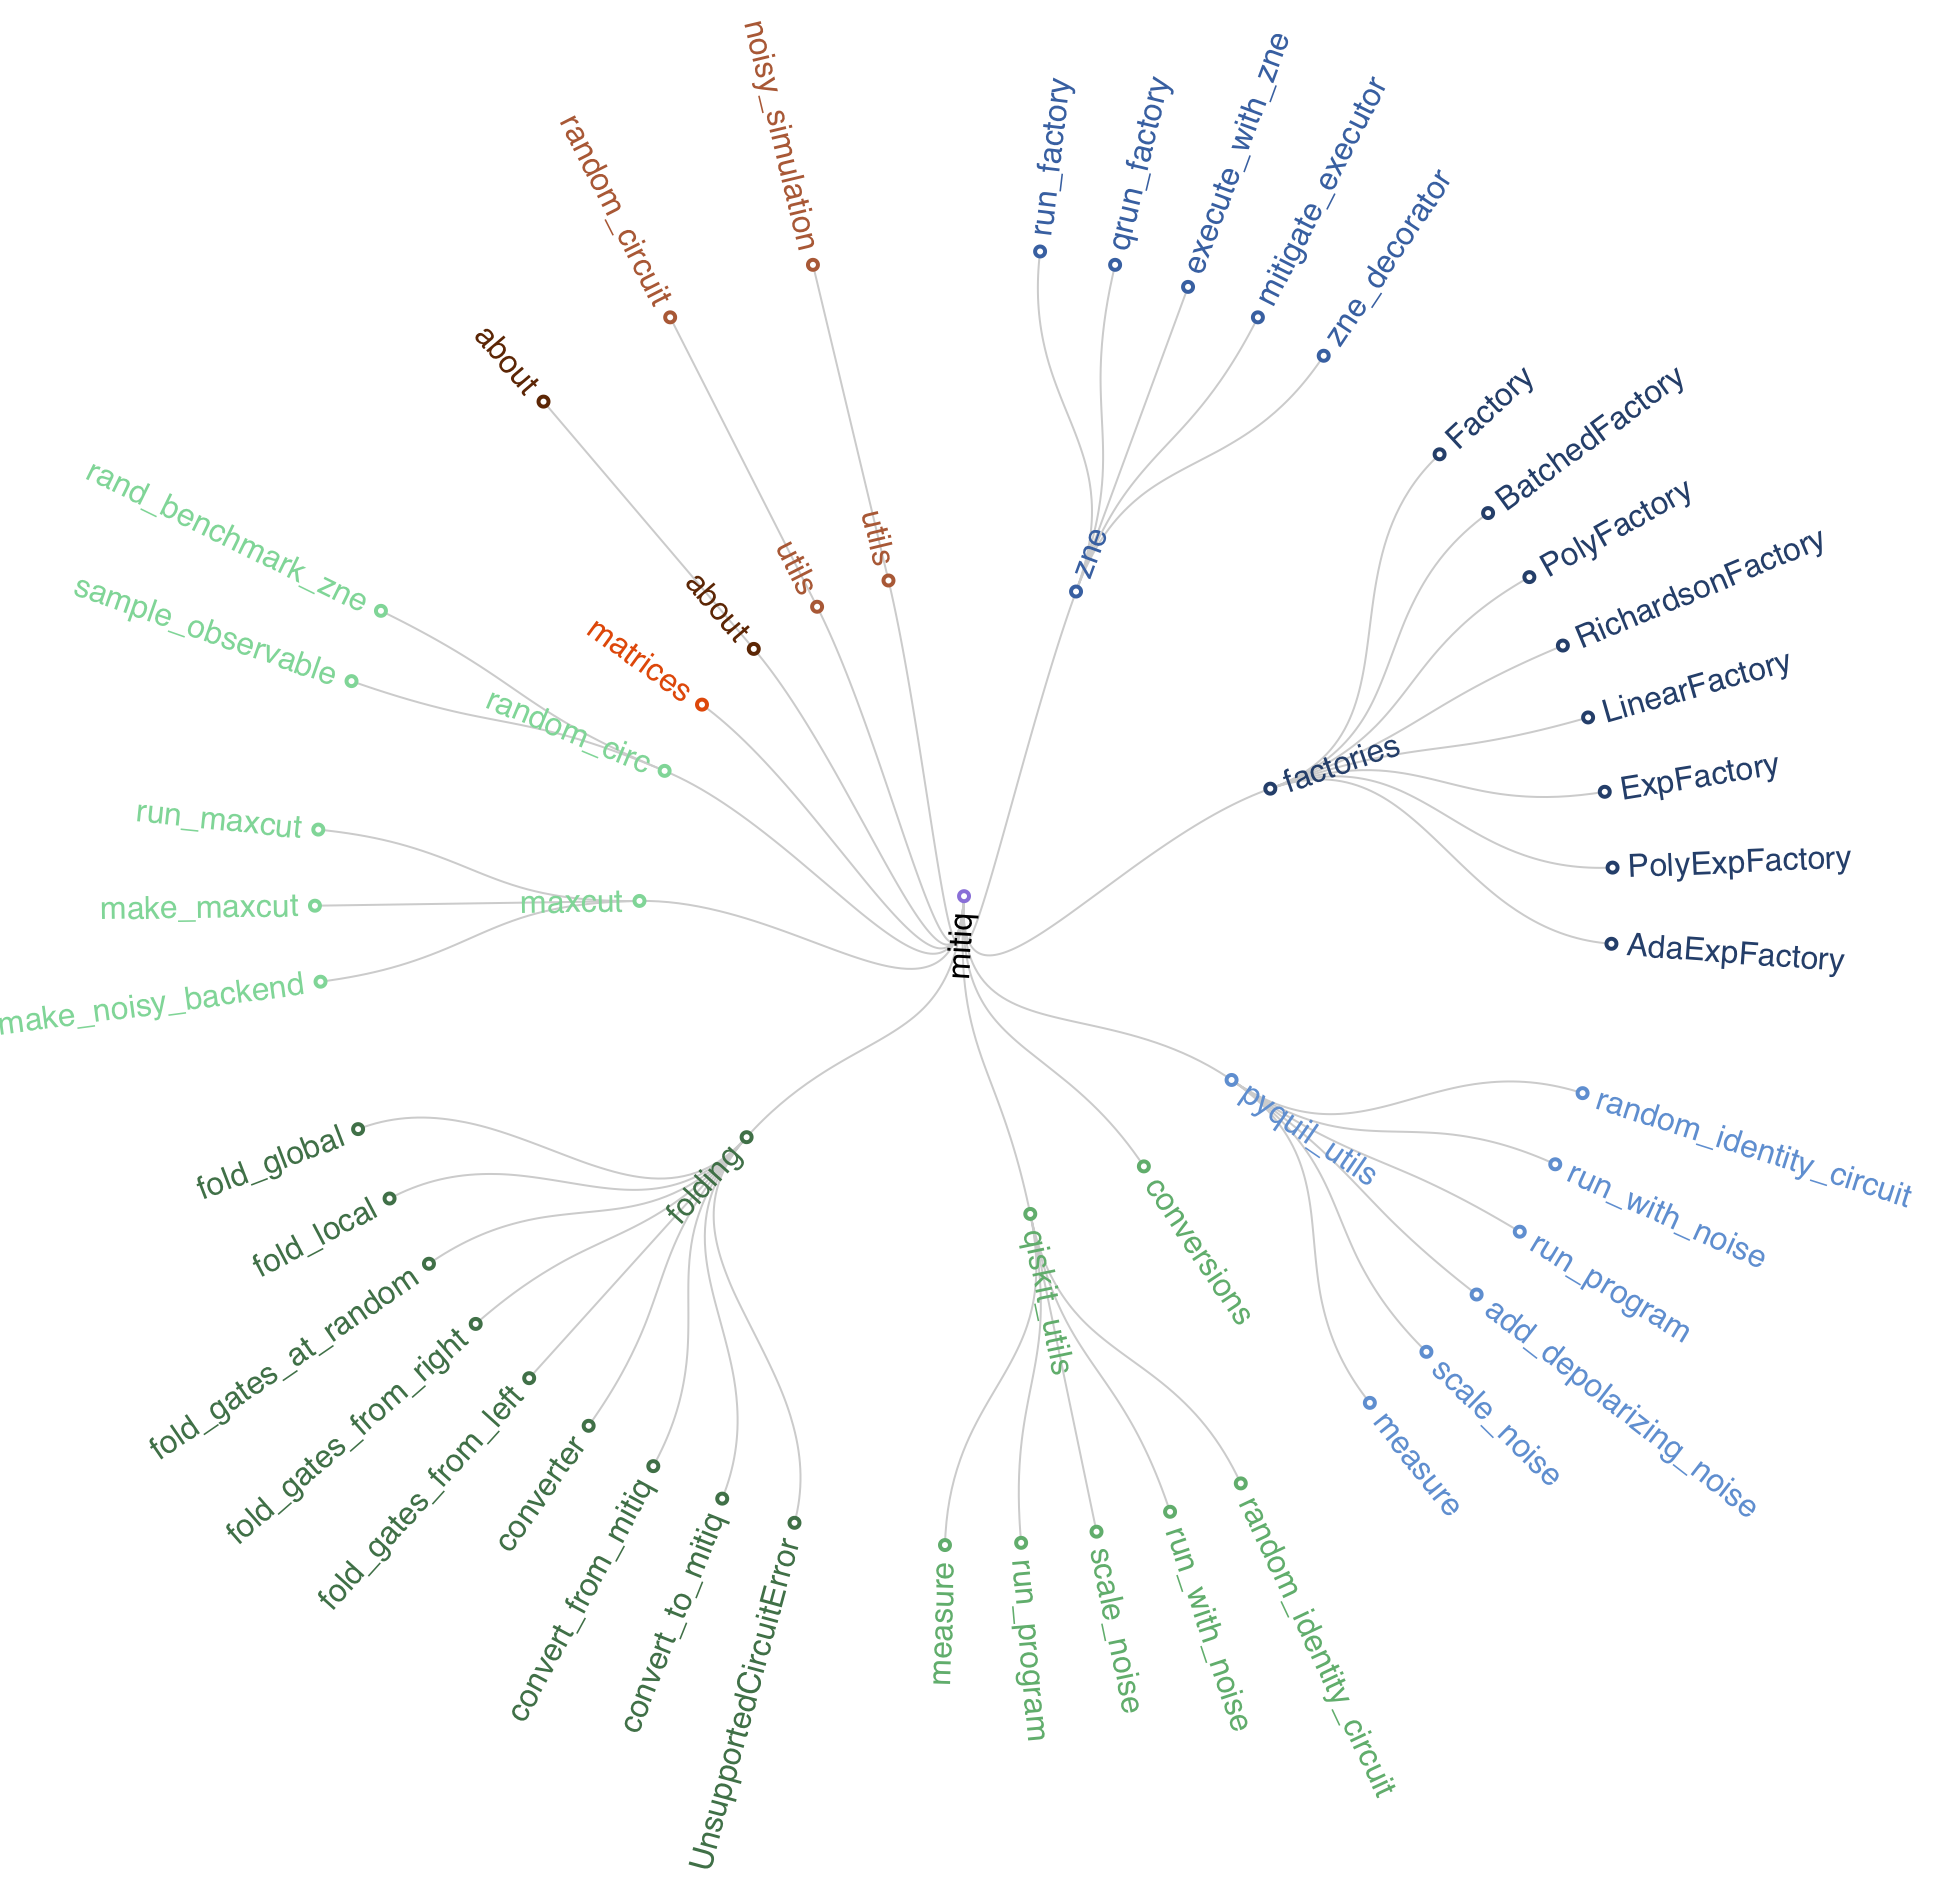 mitiq
zne
run_factory
qrun_factory
execute_with_zne
mitigate_executor
zne_decorator
factories
Factory
BatchedFactory
PolyFactory
RichardsonFactory
LinearFactory
ExpFactory
PolyExpFactory
AdaExpFactory
pyquil_utils
random_identity_circuit
run_with_noise
run_program
add_depolarizing_noise
scale_noise
measure
conversions
qiskit_utils
random_identity_circuit
run_with_noise
scale_noise
run_program
measure
folding
UnsupportedCircuitError
convert_to_mitiq
convert_from_mitiq
converter
fold_gates_from_left
fold_gates_from_right
fold_gates_at_random
fold_local
fold_global
maxcut
make_noisy_backend
make_maxcut
run_maxcut
random_circ
sample_observable
rand_benchmark_zne
matrices
about
about
utils
random_circuit
utils
noisy_simulation